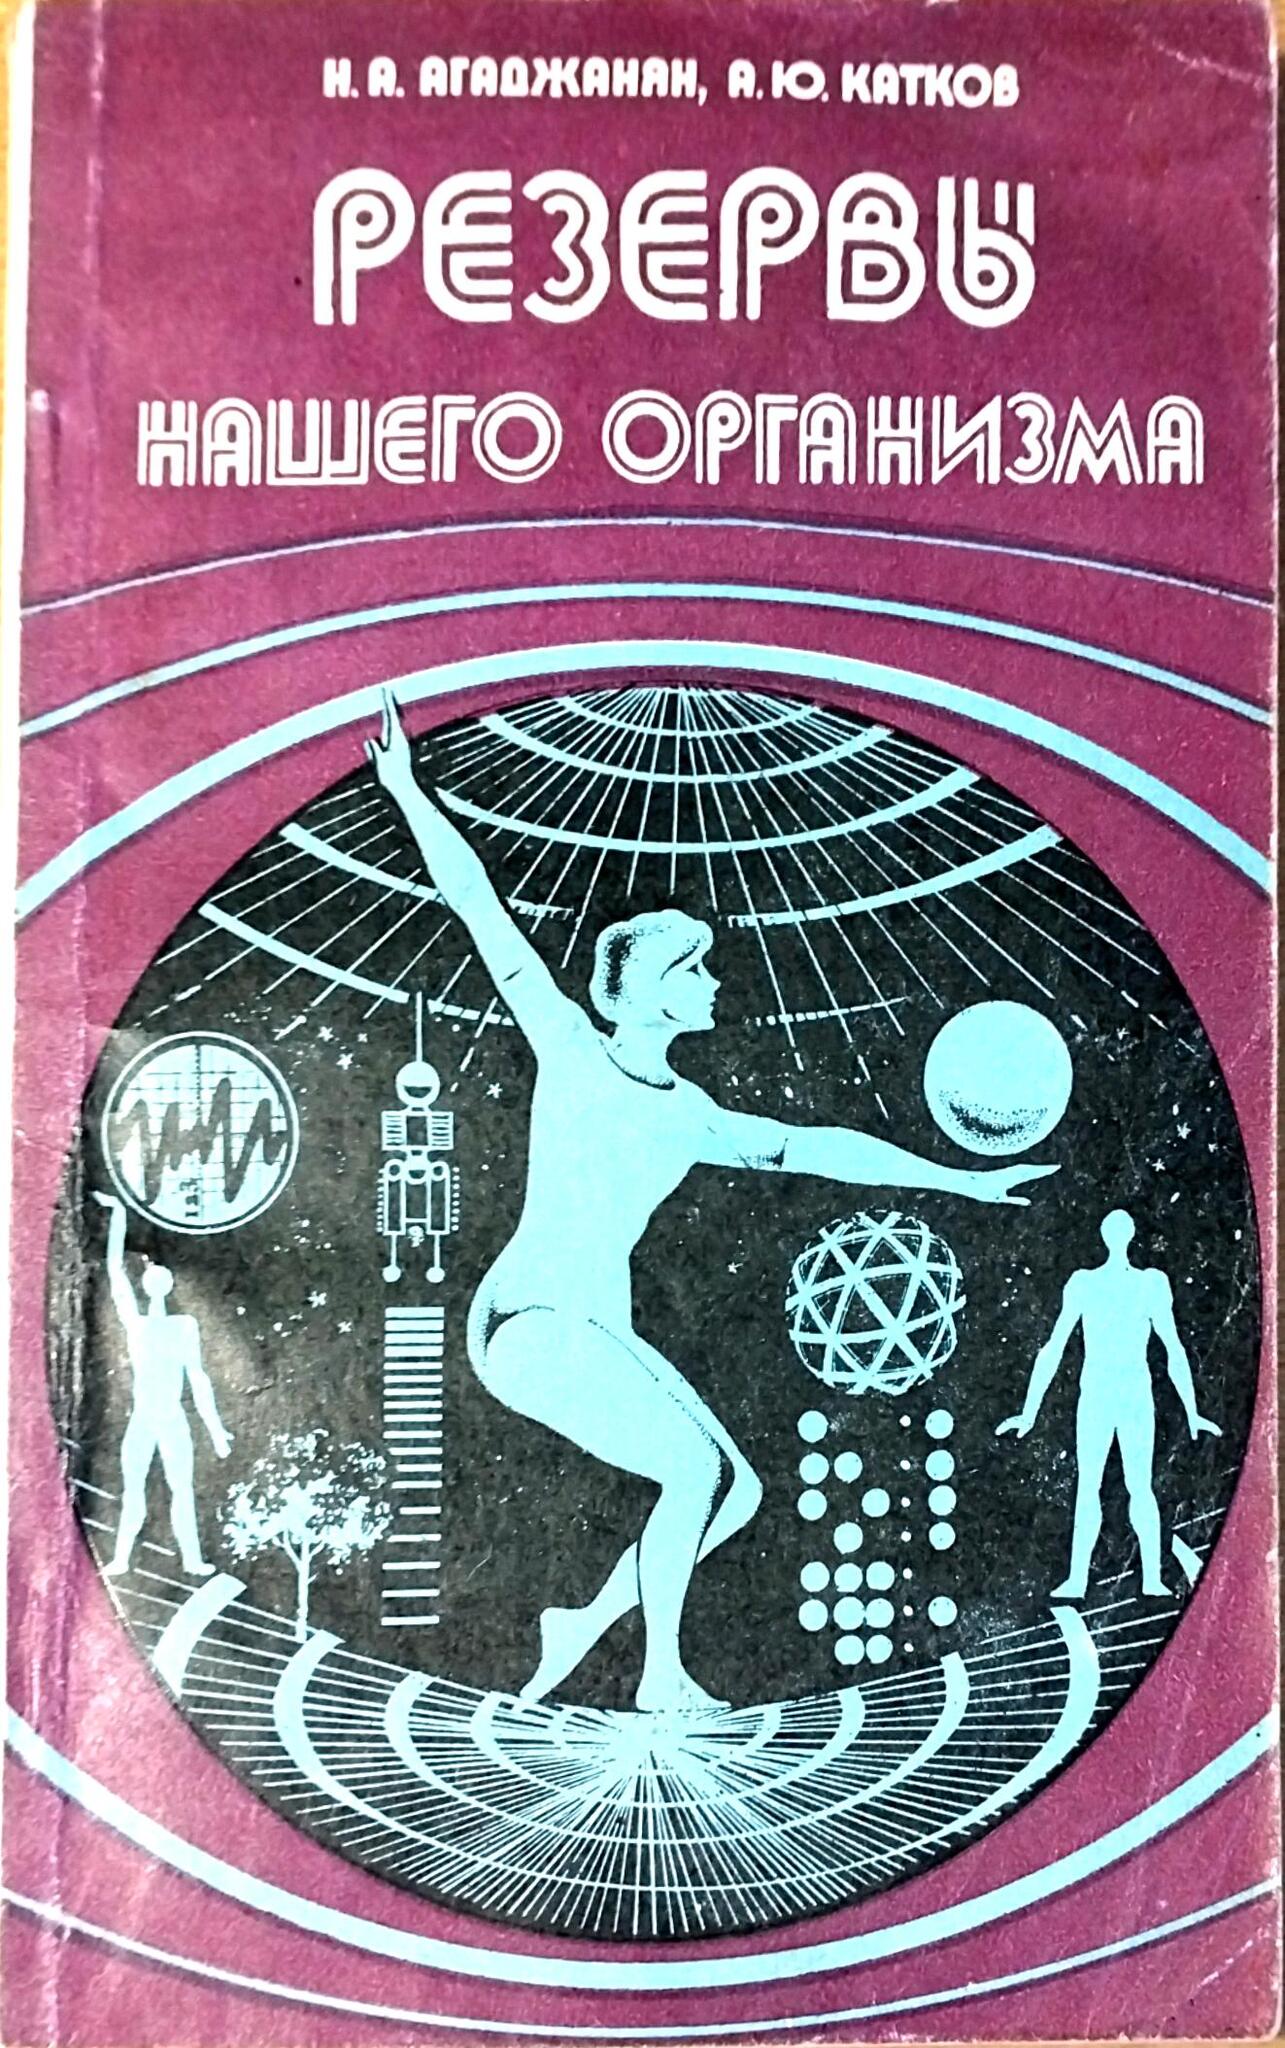 Н. А. АГАДЖАНЯН, А. Ю. КАТКОВ
РЕЗЕРВЫ
НАШЕГО ОРГАНИЗМА